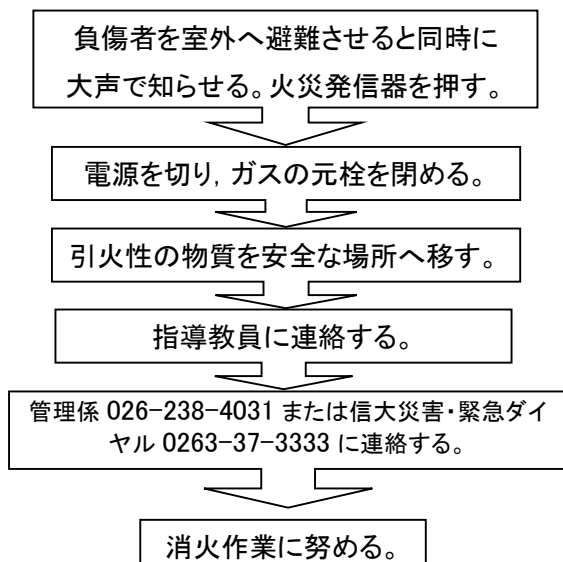 負傷者を室外へ避難させると同時に
大声で知らせる。火災発信器を押す。
電源を切り，ガスの元栓を閉める。
引火性の物質を安全な場所へ移す。
指導教員に連絡する。
管理係 026-238-4031 または信大災害・緊急ダイ
ヤル 0263-37-3333 に連絡する。
消火作業に努める。